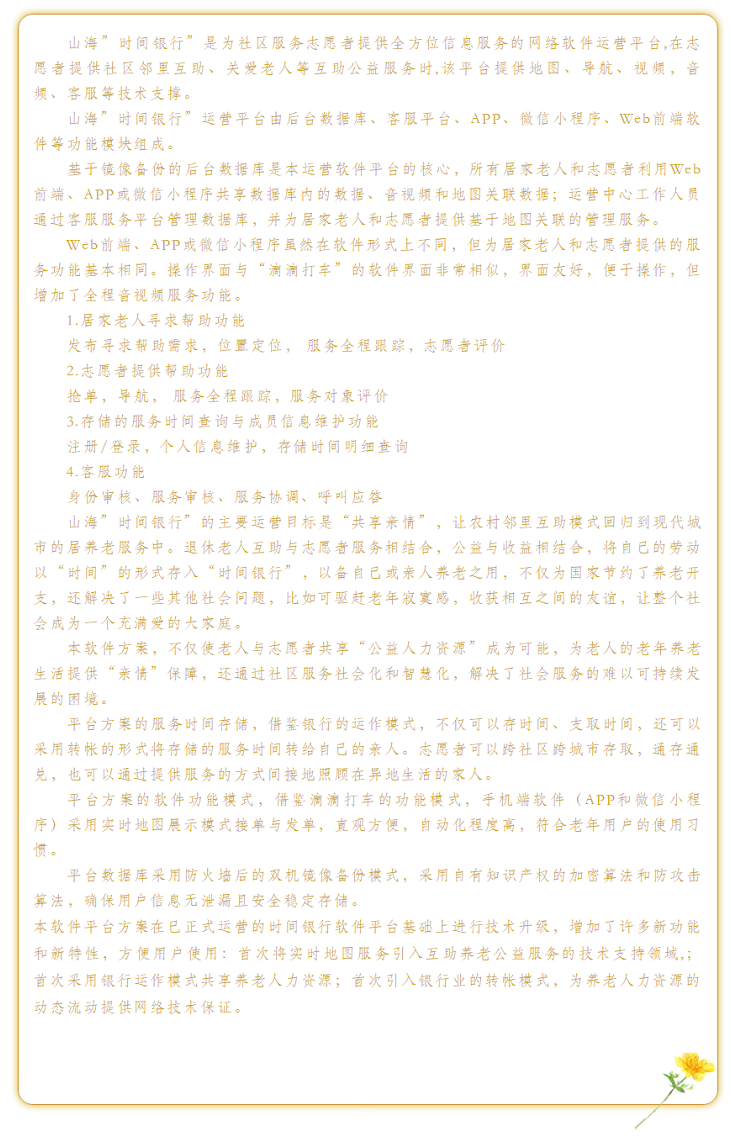 山海”时间银行”是为社区服务志愿者提供全方位信息服务的网络软件运营平台,在志
愿者提供社区邻里互助、关爱老人等互助公益服务时,该平台提供地图、导航、视频，音
频、客服等技术支撑。
山海”时间银行”运营平台由后台数据库、客服平台、APP、微信小程序、Web前端软
件等功能模块组成。
基于镜像备份的后台数据库是本运营软件平台的核心，所有居家老人和志愿者利用Web
前端、APP或微信小程序共享数据库内的数据、音视频和地图关联数据；运营中心工作人员
通过客服服务平台管理数据库，并为居家老人和志愿者提供基于地图关联的管理服务。
Web前端、APP或微信小程序虽然在软件形式上不同，但为居家老人和志愿者提供的服
务功能基本相同。操作界面与“滴滴打车”的软件界面非常相似，界面友好，便于操作，但
增加了全程音视频服务功能。
1.居家老人寻求帮助功能
发布寻求帮助需求，位置定位， 服务全程跟踪，志愿者评价
2.志愿者提供帮助功能
抢单，导航， 服务全程跟踪，服务对象评价
3.存储的服务时间查询与成员信息维护功能
注册/登录，个人信息维护，存储时间明细查询
4.客服功能
身份审核、服务审核、服务协调、呼叫应答
山海”时间银行”的主要运营目标是“共享亲情”，让农村邻里互助模式回归到现代城
市的居养老服务中。退休老人互助与志愿者服务相结合，公益与收益相结合，将自己的劳动
以“时间”的形式存入“时间银行”，以备自己或亲人养老之用，不仅为国家节约了养老开
支，还解决了一些其他社会问题，比如可驱赶老年寂寞感，收获相互之间的友谊，让整个社
会成为一个充满爱的大家庭。
本软件方案，不仅使老人与志愿者共享“公益人力资源”成为可能，为老人的老年养老
生活提供“亲情”保障，还通过社区服务社会化和智慧化，解决了社会服务的难以可持续发
展的困境。
平台方案的服务时间存储，借鉴银行的运作模式，不仅可以存时间、支取时间，还可以
采用转帐的形式将存储的服务时间转给自己的亲人。志愿者可以跨社区跨城市存取，通存通
兑，也可以通过提供服务的方式间接地照顾在异地生活的家人。
平台方案的软件功能模式，借鉴滴滴打车的功能模式，手机端软件（APP和微信小程
序）采用实时地图展示模式接单与发单，直观方便，自动化程度高，符合老年用户的使用习
惯。
平台数据库采用防火墙后的双机镜像备份模式，采用自有知识产权的加密算法和防攻击
算法，确保用户信息无泄漏且安全稳定存储。
本软件平台方案在已正式运营的时间银行软件平台基础上进行技术升级，增加了许多新功能
和新特性，方便用户使用：首次将实时地图服务引入互助养老公益服务的技术支持领域,；
首次采用银行运作模式共享养老人力资源；首次引入银行业的转帐模式，为养老人力资源的
动态流动提供网络技术保证。